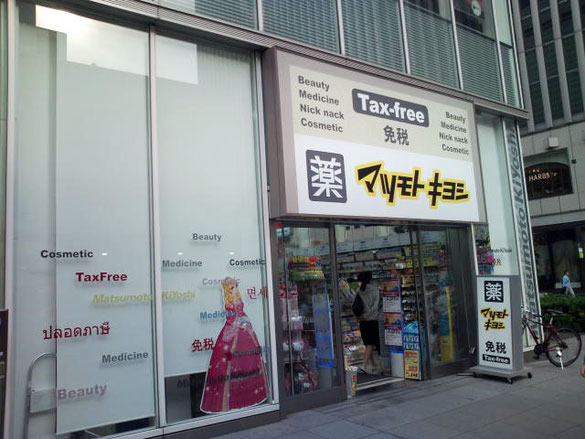 Beauty
Medicine
Nick nack
Cosmetic
Tax-free
免税
Beauty
Medicine
Nick nack
Cosmetic
薬
マツモトキヨシ
Matsumoto KiYoshi
HARBS
Beauty
Cosmetic
Medicine
Cosmetic
TaxFree
Matsumoto KiYoshi
면세
ปลอดภาษี
免税
Medicine
Beauty
薬
マツモト
キヨシ
免税
Tax-free